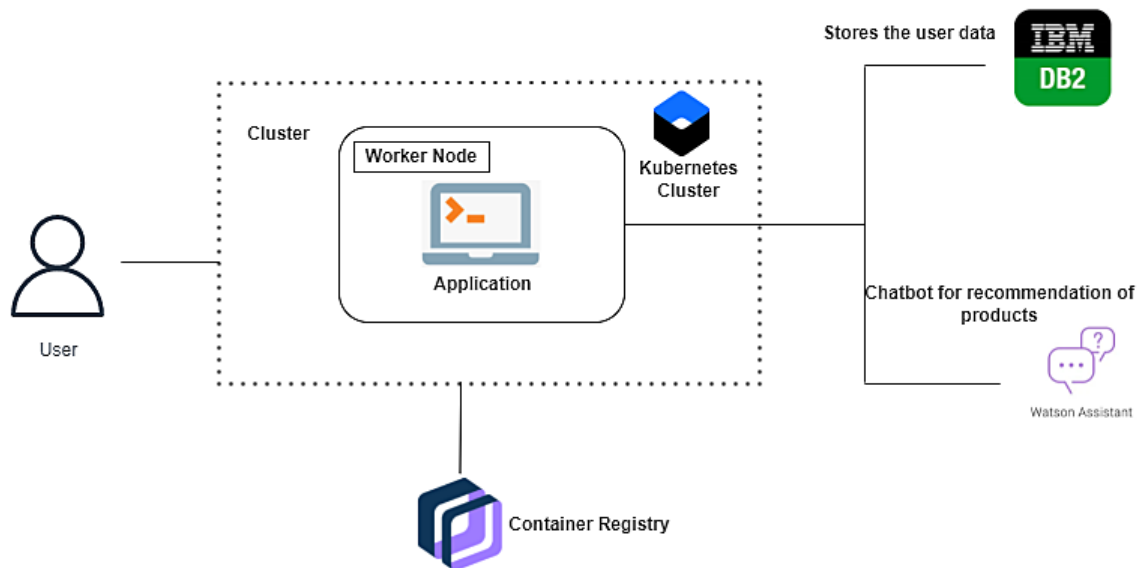 Stores the user data
IBM
DB2
Cluster
Worker Node
Kubernetes
Cluster
Application
User
Chatbot for recommendation of
products
Watson Assistant
Container Registry